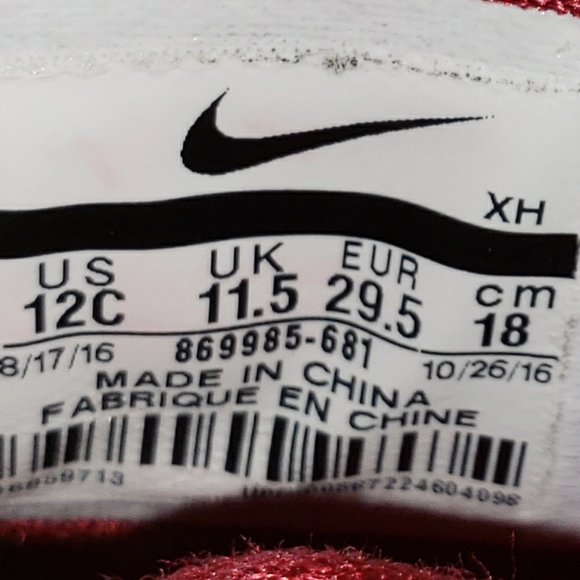 XH
US UK EUR cm
12C 11.5 29.5 18
8/17/16 869985-681 10/26/16
MADE IN CHINA
FABRIQUE EN CHINE